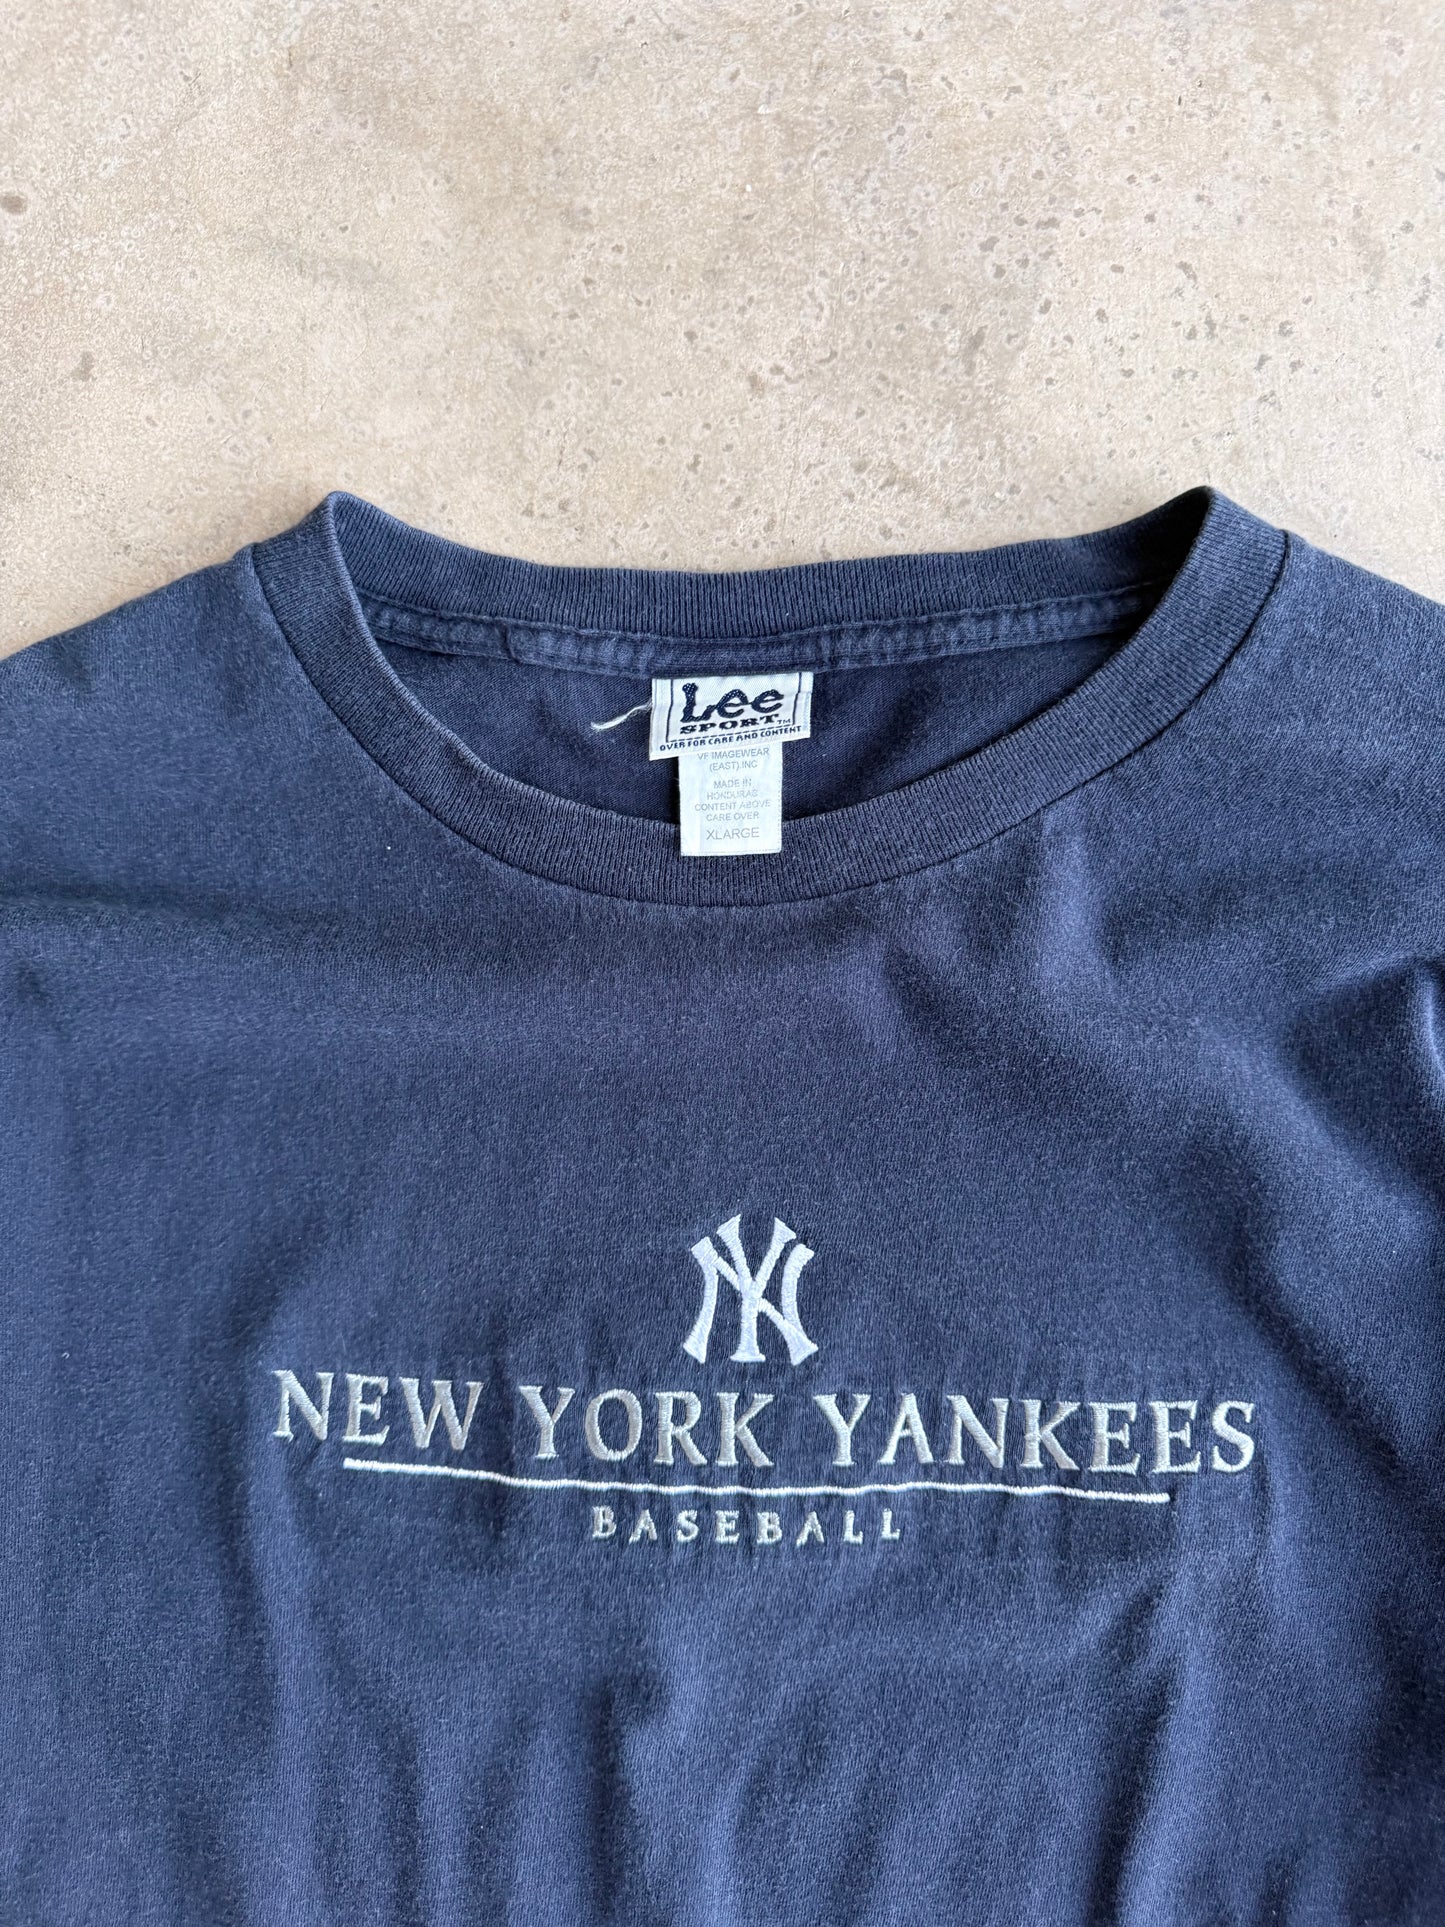 Lee
SPORT™
OVER FOR CARE AND CONTENT
VF IMAGEWEAR
(EAST).INC
MADE IN
HONDURAS
CONTENT ABOVE
CARE OVER
XLARGE
NY
NEW YORK YANKEES
BASEBALL